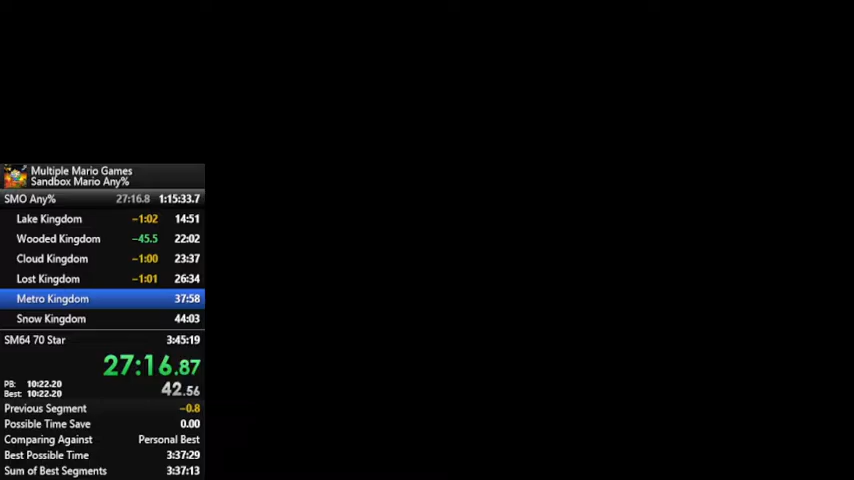 Multiple Mario Games
Sandbox Mario Any%
SMO Any% 27:16.8 1:15:33.7
Lake Kingdom −1:02 14:51
Wooded Kingdom −45.5 22:02
Cloud Kingdom −1:00 23:37
Lost Kingdom −1:01 26:34
Metro Kingdom 37:58
Snow Kingdom 44:03
SM64 70 Star 3:45:19
27:16.87
PB: 10:22.20 42.56
Best: 10:22.20
Previous Segment −0.8
Possible Time Save 0.00
Comparing Against Personal Best
Best Possible Time 3:37:29
Sum of Best Segments 3:37:13